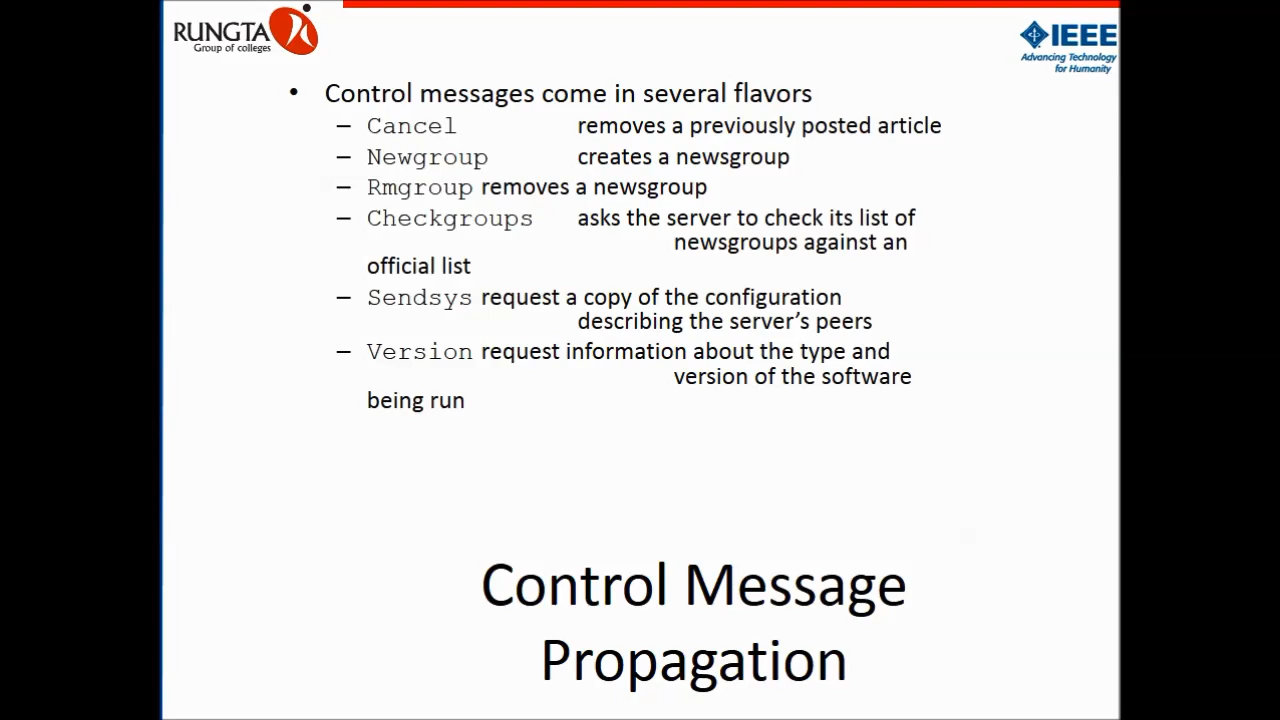 RUNGTA
Group of colleges
IEEE
Advancing Technology
for Humanity
• Control messages come in several flavors
– Cancel removes a previously posted article
– Newgroup creates a newsgroup
– Rmgroup removes a newsgroup
– Checkgroups asks the server to check its list of
newsgroups against an
official list
– Sendsys request a copy of the configuration
describing the server’s peers
– Version request information about the type and
version of the software
being run
Control Message
Propagation